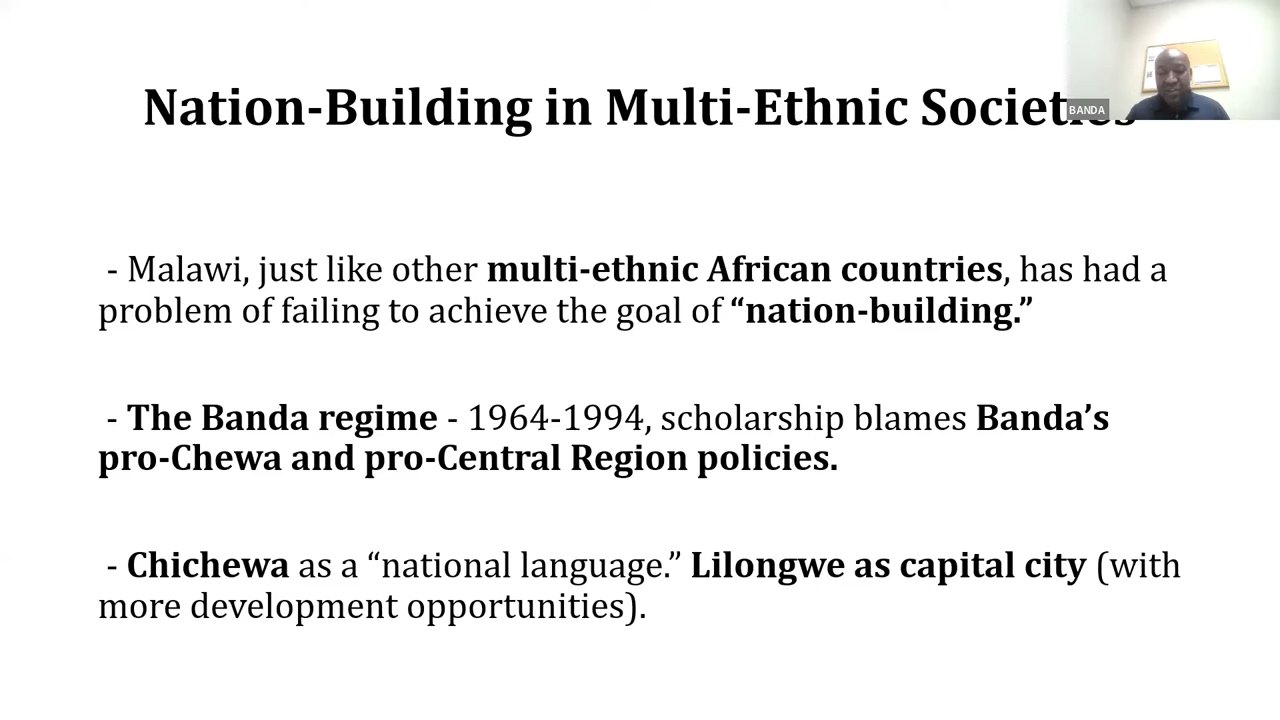 Nation-Building in Multi-Ethnic Societies
BANDA
- Malawi, just like other multi-ethnic African countries, has had a
problem of failing to achieve the goal of “nation-building.”
- The Banda regime - 1964-1994, scholarship blames Banda’s
pro-Chewa and pro-Central Region policies.
- Chichewa as a “national language.” Lilongwe as capital city (with
more development opportunities).